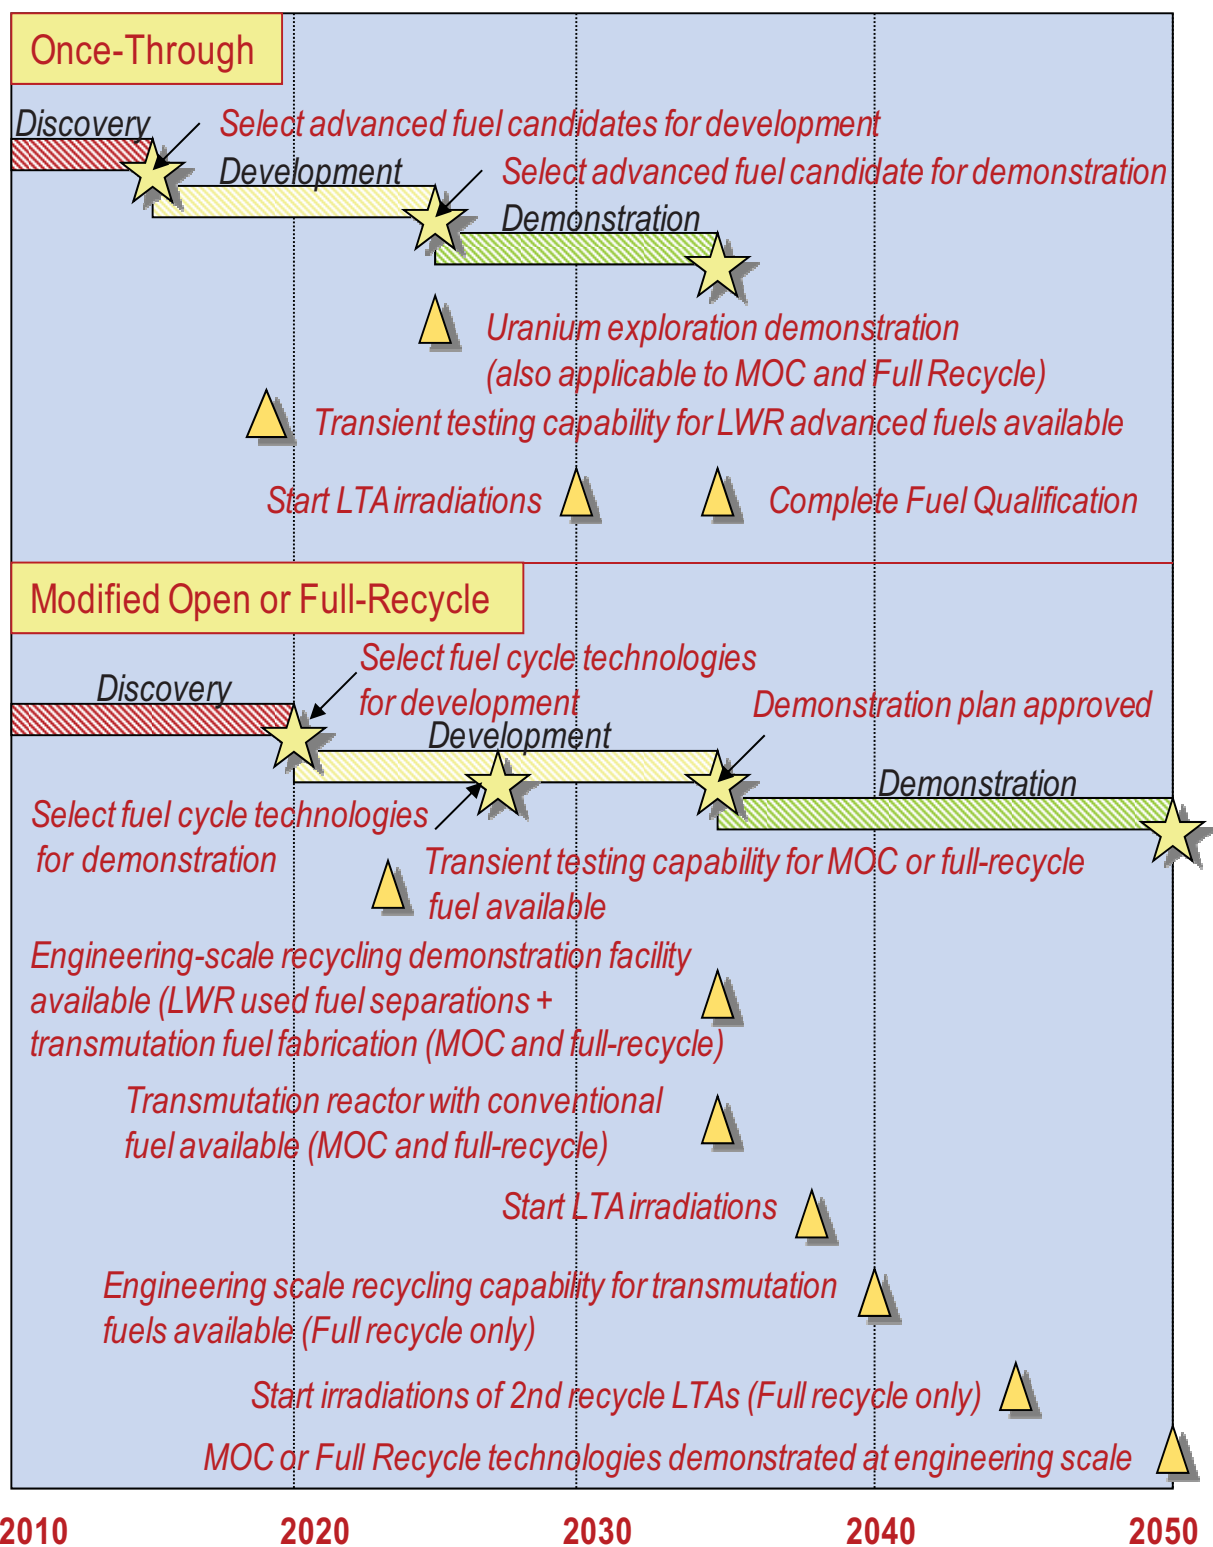 Once-Through
Discovery
Select advanced fuel candidates for development
Development
Select advanced fuel candidate for demonstration
Demonstration
Uranium exploration demonstration
(also applicable to MOC and Full Recycle)
Transient testing capability for LWR advanced fuels available
Start LTA irradiations
Complete Fuel Qualification
Modified Open or Full-Recycle
Discovery
Select fuel cycle technologies
for development
Development
Demonstration plan approved
Demonstration
Select fuel cycle technologies
for demonstration
Transient testing capability for MOC or full-recycle
fuel available
Engineering-scale recycling demonstration facility
available (LWR used fuel separations +
transmutation fuel fabrication (MOC and full-recycle)
Transmutation reactor with conventional
fuel available (MOC and full-recycle)
Start LTA irradiations
Engineering scale recycling capability for transmutation
fuels available (Full recycle only)
Start irradiations of 2nd recycle LTAs (Full recycle only)
MOC or Full Recycle technologies demonstrated at engineering scale
2010 2020 2030 2040 2050